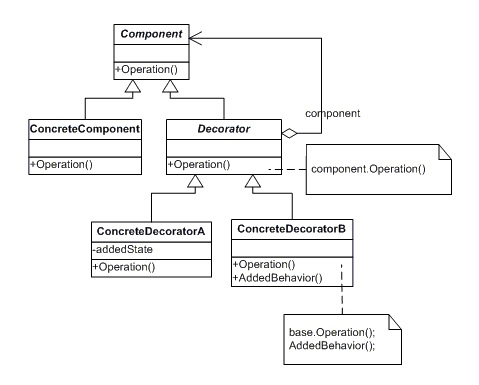 Component
+Operation()
component
ConcreteComponent
+Operation()
Decorator
+Operation()
component.Operation()
ConcreteDecoratorA
-addedState
+Operation()
ConcreteDecoratorB
+Operation()
+AddedBehavior()
base.Operation();
AddedBehavior();